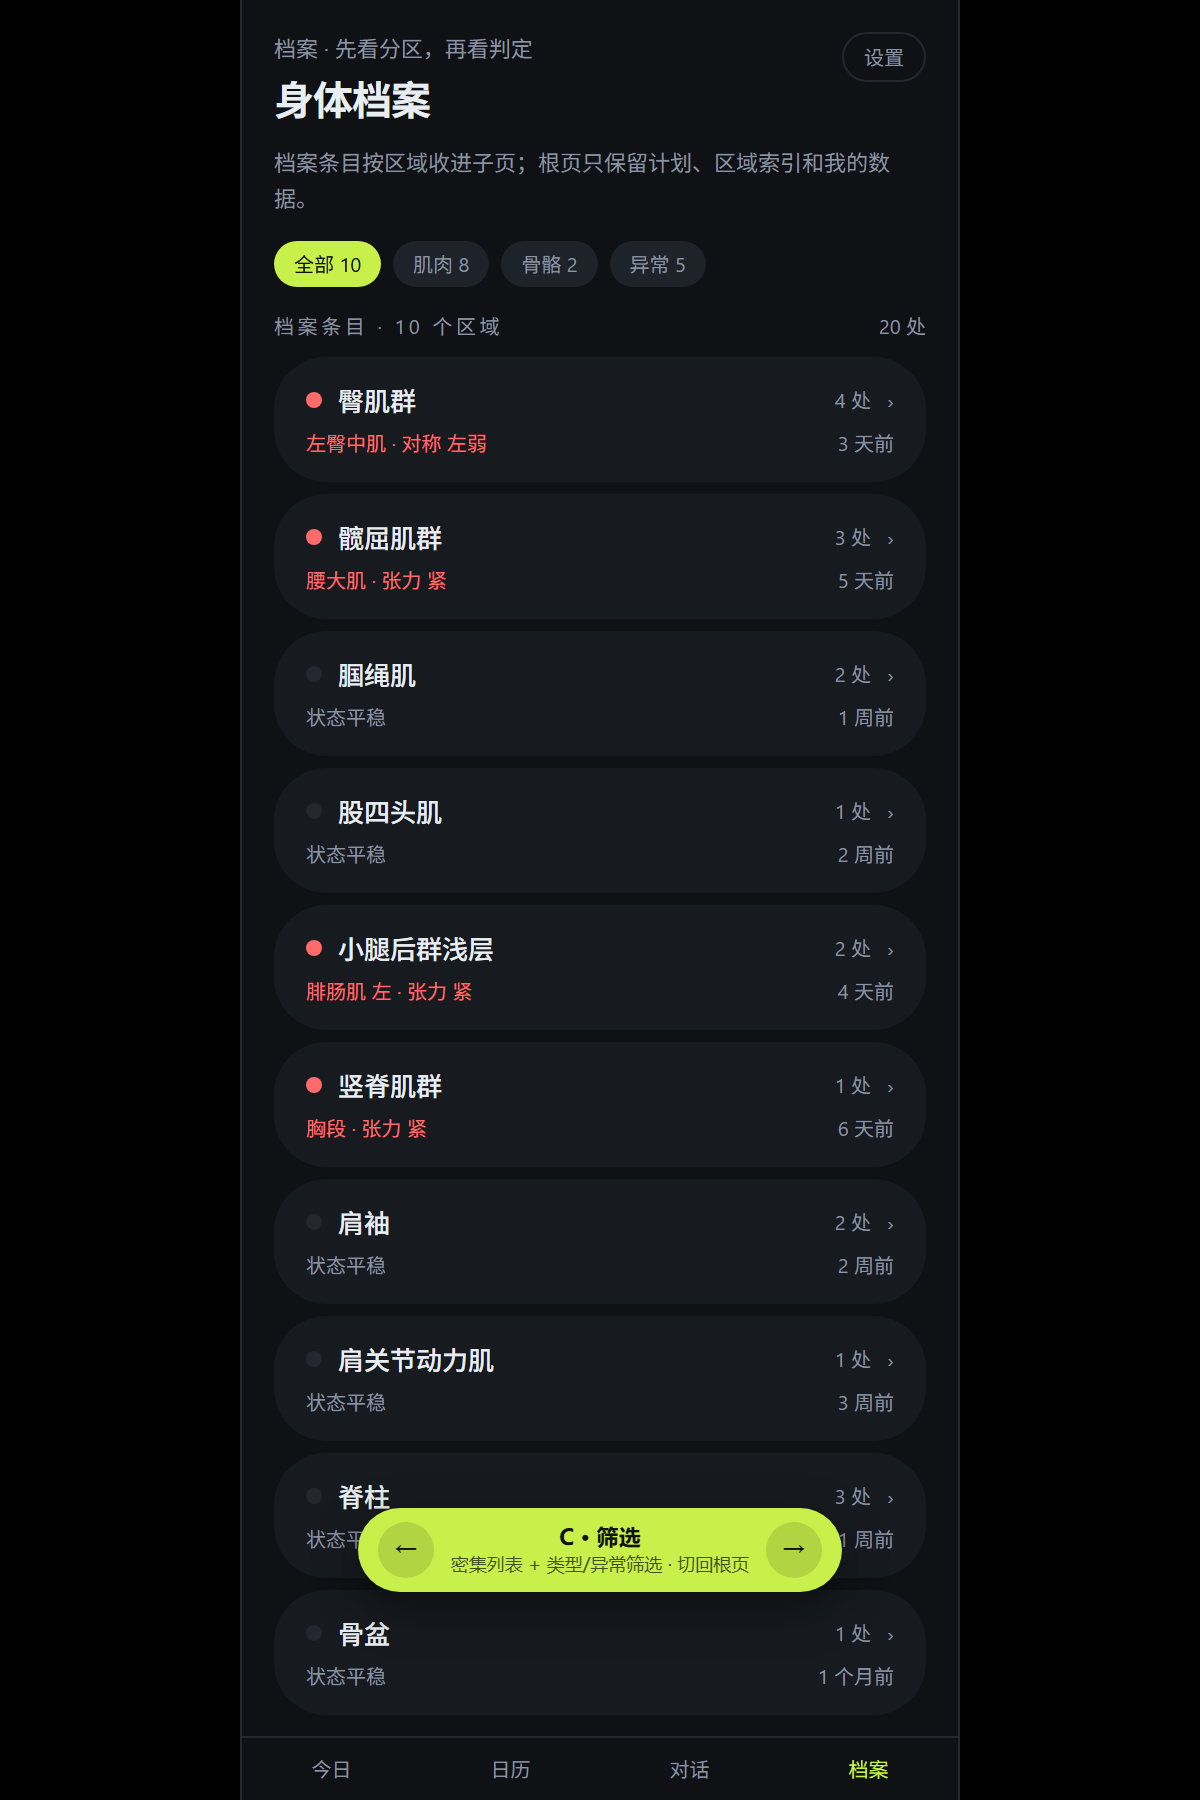 档案 · 先看分区，再看判定
设置
身体档案
档案条目按区域收进子页；根页只保留计划、区域索引和我的数
据。
全部 10
肌肉 8
骨骼 2
异常 5
档案条目 · 10 个区域
20 处
臀肌群
4 处 ›
左臀中肌 · 对称 左弱
3 天前
髋屈肌群
3 处 ›
腰大肌 · 张力 紧
5 天前
腘绳肌
2 处 ›
状态平稳
1 周前
股四头肌
1 处 ›
状态平稳
2 周前
小腿后群浅层
2 处 ›
腓肠肌 左 · 张力 紧
4 天前
竖脊肌群
1 处 ›
胸段 · 张力 紧
6 天前
肩袖
2 处 ›
状态平稳
2 周前
肩关节动力肌
1 处 ›
状态平稳
3 周前
脊柱
3 处 ›
状态平
1 周前
← C • 筛选 →
密集列表 + 类型/异常筛选 · 切回根页
骨盆
1 处 ›
状态平稳
1 个月前
今日
日历
对话
档案